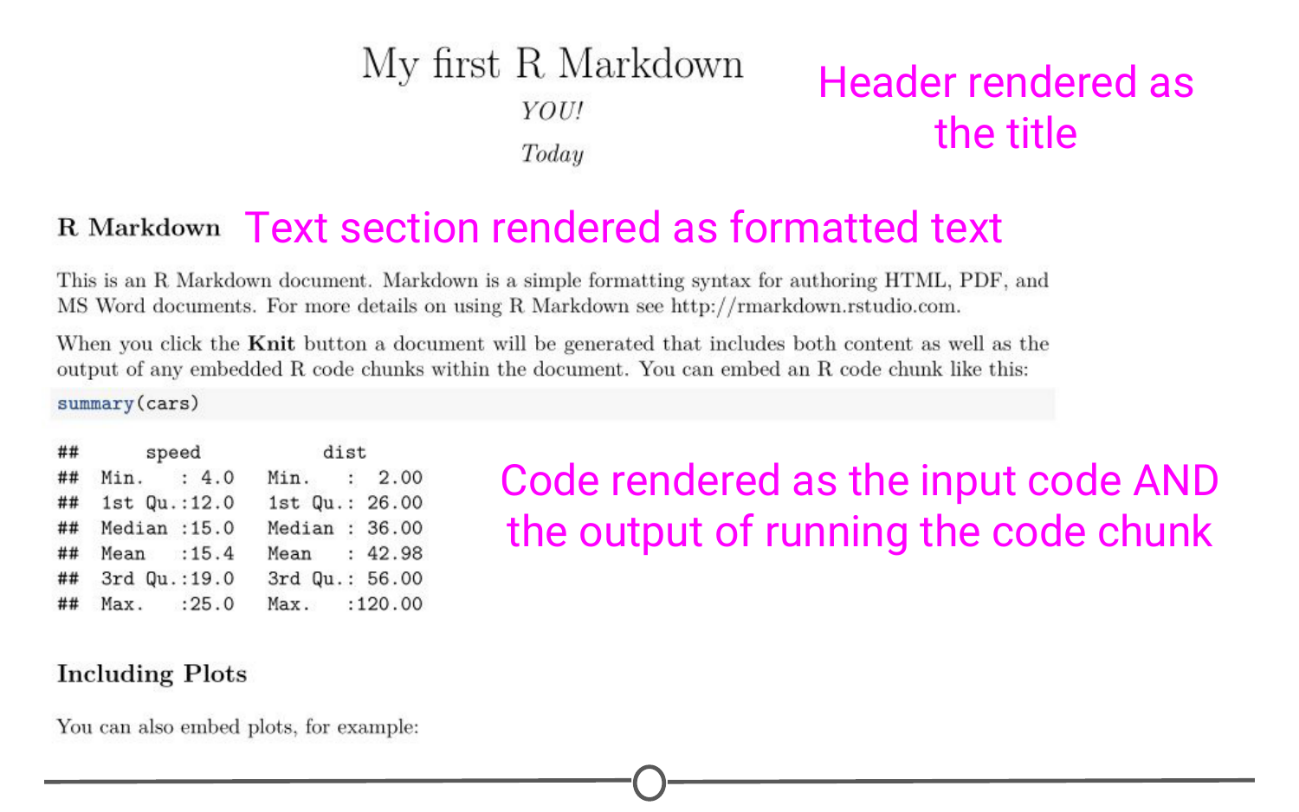 My first R Markdown
YOU!
Today
Header rendered as
the title
R Markdown
Text section rendered as formatted text
This is an R Markdown document. Markdown is a simple formatting syntax for authoring HTML, PDF, and
MS Word documents. For more details on using R Markdown see http://rmarkdown.rstudio.com.
When you click the Knit button a document will be generated that includes both content as well as the
output of any embedded R code chunks within the document. You can embed an R code chunk like this:
summary(cars)
##      speed           dist
##  Min.   : 4.0   Min.   :  2.00
##  1st Qu.:12.0   1st Qu.: 26.00
##  Median :15.0   Median : 36.00
##  Mean   :15.4   Mean   : 42.98
##  3rd Qu.:19.0   3rd Qu.: 56.00
##  Max.   :25.0   Max.   :120.00
Code rendered as the input code AND
the output of running the code chunk
Including Plots
You can also embed plots, for example: